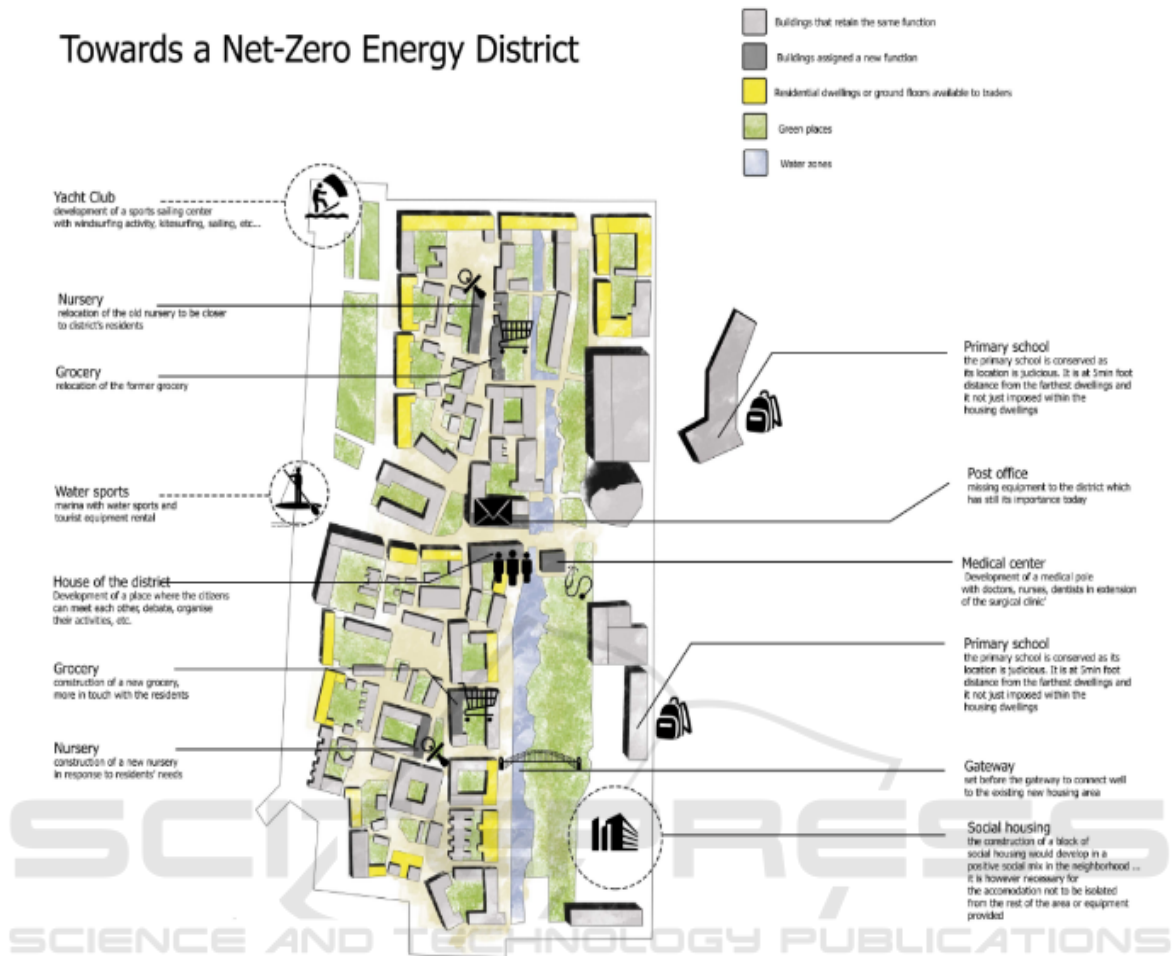 Towards a Net-Zero Energy District
Buildings that retain the same function
Buildings assigned a new function
Residential dwellings or ground floors available to traders
Green places
Water zones
Yacht Club
development of a sports sailing center
with windsurfing activity, kitesurfing, sailing, etc...
Nursery
relocation of the old nursery to be closer
to district's residents
Grocery
relocation of the former grocery
Water sports
marina with water sports and
tourist equipment rental
House of the district
Development of a place where the citizens
can meet each other, debate, organise
their activities, etc.
Grocery
construction of a new grocery,
more in touch with the residents
Nursery
construction of a new nursery
in response to residents' needs
Primary school
the primary school is conserved as
its location is judicious. It is at 5min foot
distance from the farthest dwellings and
it not just imposed within the
housing dwellings
Post office
missing equipment to the district which
has still its importance today
Medical center
Development of a medical pole
with doctors, nurses, dentists in extension
of the surgical clinic'
Primary school
the primary school is conserved as its
location is judicious. It is at 5min foot
distance from the farthest dwellings and
it not just imposed within the
housing dwellings
Gateway
set before the gateway to connect well
to the existing new housing area
Social housing
the construction of a block of
social housing would develop in a
positive social mix in the neighborhood ...
it is however necessary for
the accomodation not to be isolated
from the rest of the area or equipment
provided
SCITEPRESS
SCIENCE AND TECHNOLOGY PUBLICATIONS